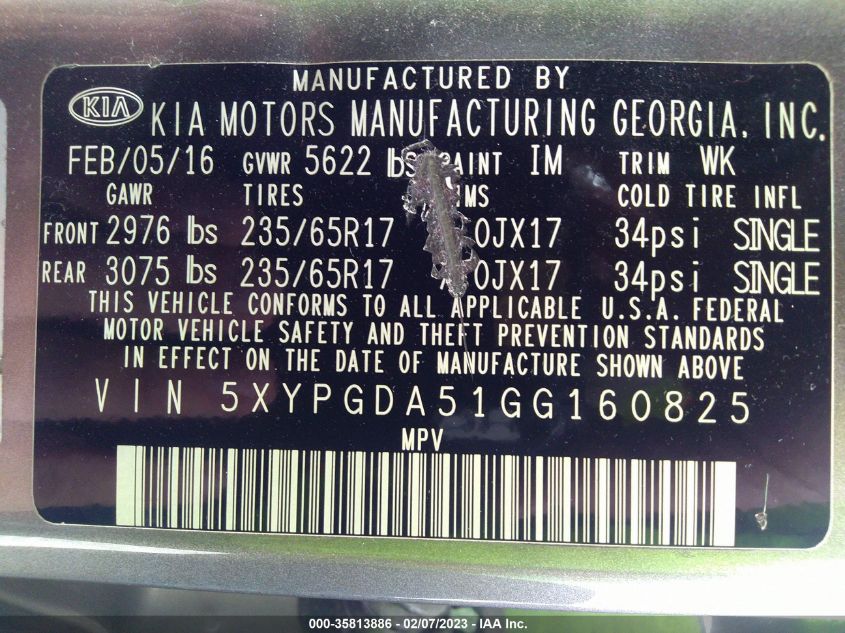 MANUFACTURED BY
KIA KIA MOTORS MANUFACTURING GEORGIA, INC.
FEB/05/16 GVWR 5622 lbs IM TRIM WK
GAWR TIRES COLD TIRE INFL
FRONT 2976 lbs 235/65R17 0JX17 34psi SINGLE
REAR 3075 lbs 235/65R17 0JX17 34psi SINGLE
THIS VEHICLE CONFORMS TO ALL APPLICABLE U.S.A. FEDERAL
MOTOR VEHICLE SAFETY AND THEFT PREVENTION STANDARDS
IN EFFECT ON THE DATE OF MANUFACTURE SHOWN ABOVE
VIN 5XYPGDA51GG160825
MPV
000-35813886 — 02/07/2023 — IAA Inc.